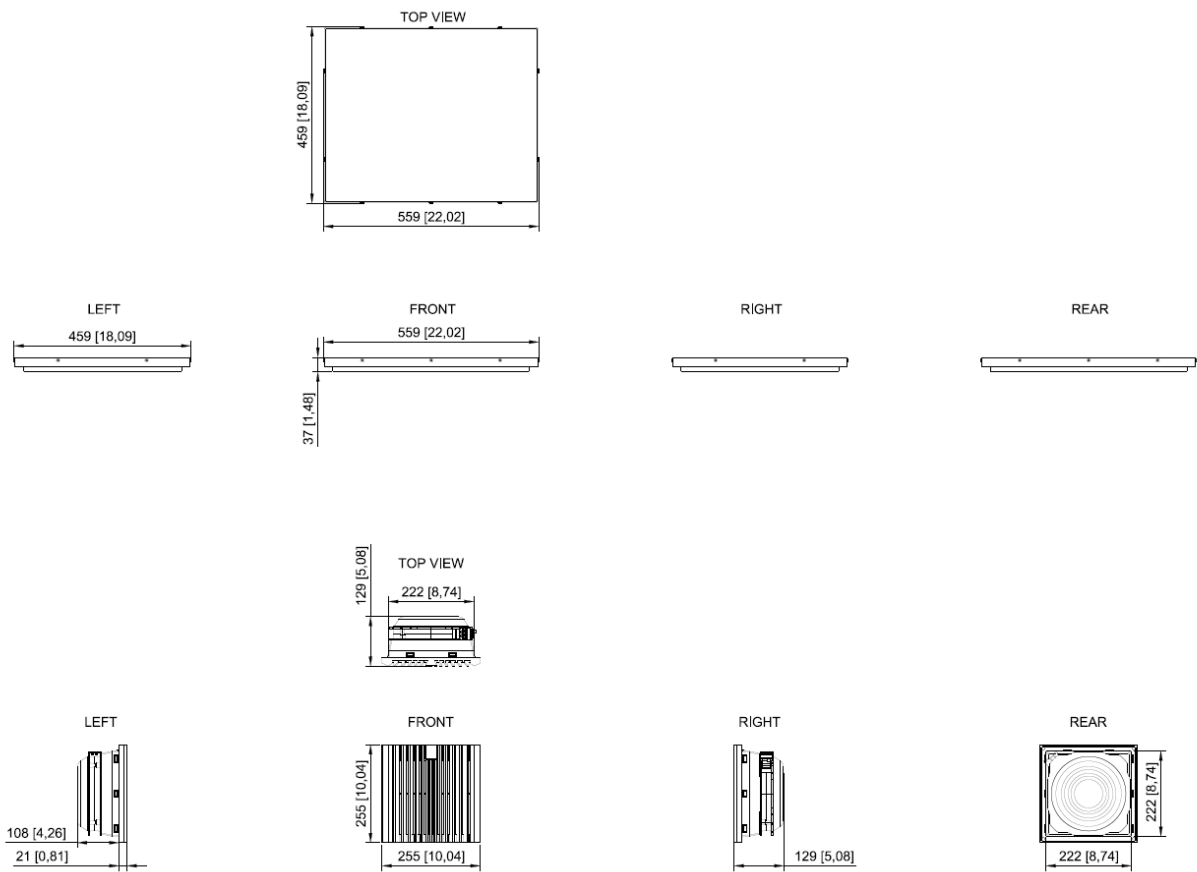 TOP VIEW
459 [18,09]
559 [22,02]
LEFT
FRONT
RIGHT
REAR
459 [18,09]
559 [22,02]
37 [1,48]
TOP VIEW
129 [5,08]
222 [8,74]
LEFT
FRONT
RIGHT
REAR
108 [4,26]
21 [0,81]
255 [10,04]
255 [10,04]
129 [5,08]
222 [8,74]
222 [8,74]